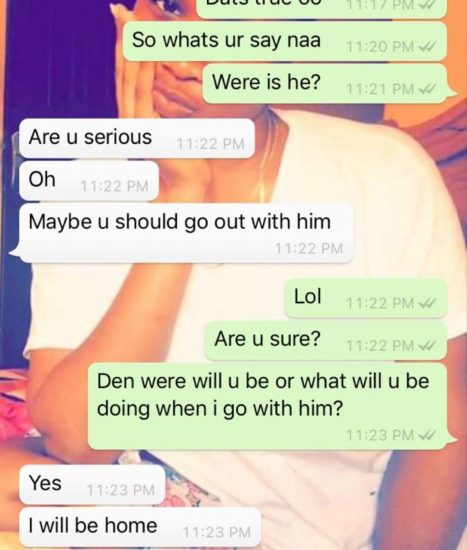 Dats true oo 11:17 PM
So whats ur say naa 11:20 PM
Were is he? 11:21 PM
Are u serious 11:22 PM
Oh 11:22 PM
Maybe u should go out with him
11:22 PM
Lol 11:22 PM
Are u sure? 11:22 PM
Den were will u be or what will u be
doing when i go with him?
11:23 PM
Yes 11:23 PM
I will be home 11:23 PM